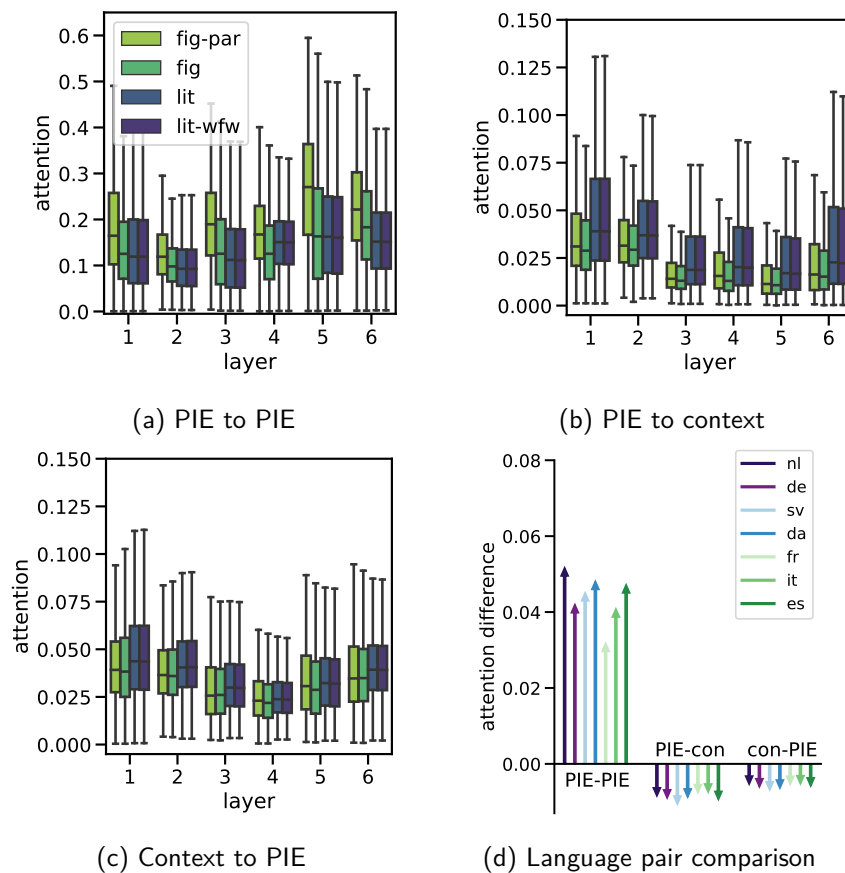 0.6
0.5
0.4
0.3
0.2
0.1
0.0
attention
fig-par
fig
lit
lit-wfw
1 2 3 4 5 6
layer
(a) PIE to PIE
0.150
0.125
0.100
0.075
0.050
0.025
0.000
attention
1 2 3 4 5 6
layer
(b) PIE to context
0.150
0.125
0.100
0.075
0.050
0.025
0.000
attention
1 2 3 4 5 6
layer
(c) Context to PIE
0.08
0.06
0.04
0.02
0.00
attention difference
nl
de
sv
da
fr
it
es
PIE-PIE
PIE-con
con-PIE
(d) Language pair comparison